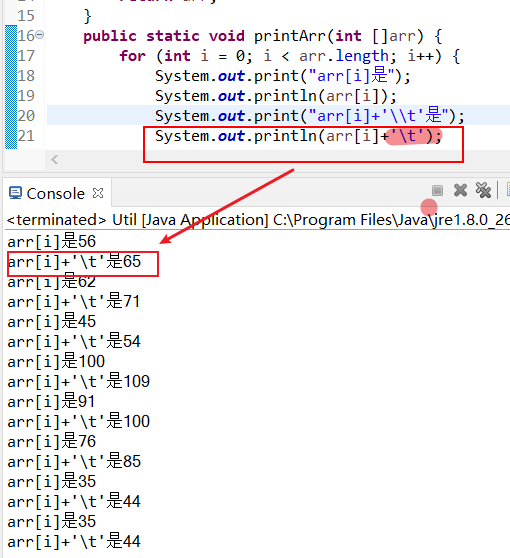 15 }
16 public static void printArr(int []arr) {
17 for (int i = 0; i < arr.length; i++) {
18 System.out.print("arr[i]是");
19 System.out.println(arr[i]);
20 System.out.print("arr[i]+'\\t'是");
21 System.out.println(arr[i]+'\t');
Console
<terminated> Util [Java Application] C:\Program Files\Java\jre1.8.0_26
arr[i]是56
arr[i]+'\t'是65
arr[i]是62
arr[i]+'\t'是71
arr[i]是45
arr[i]+'\t'是54
arr[i]是100
arr[i]+'\t'是109
arr[i]是91
arr[i]+'\t'是100
arr[i]是76
arr[i]+'\t'是85
arr[i]是35
arr[i]+'\t'是44
arr[i]是35
arr[i]+'\t'是44